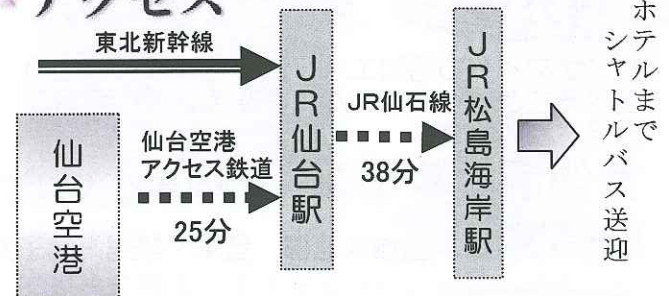 アクセス
東北新幹線
仙台空港
仙台空港
アクセス鉄道
25分
JR仙台駅
JR仙石線
38分
JR松島海岸駅
ホテルまで
シャトルバス送迎